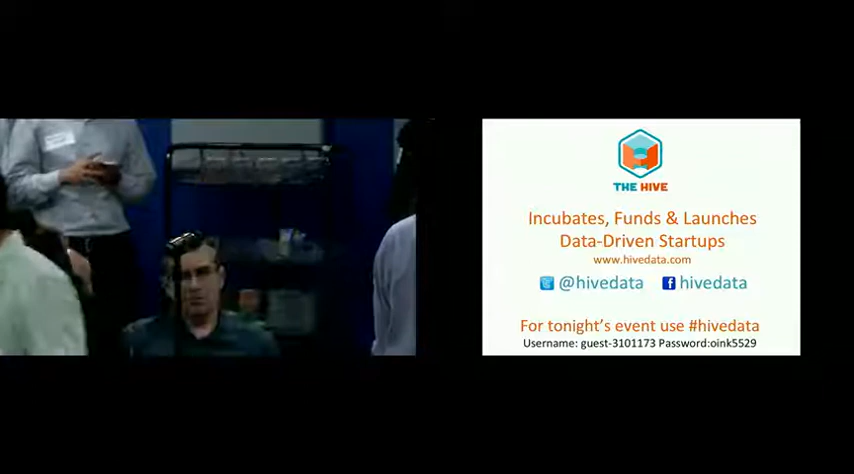 THE HIVE
Incubates, Funds & Launches
Data-Driven Startups
www.hivedata.com
@hivedata f hivedata
For tonight's event use #hivedata
Username: guest-3101173 Password:oink5529